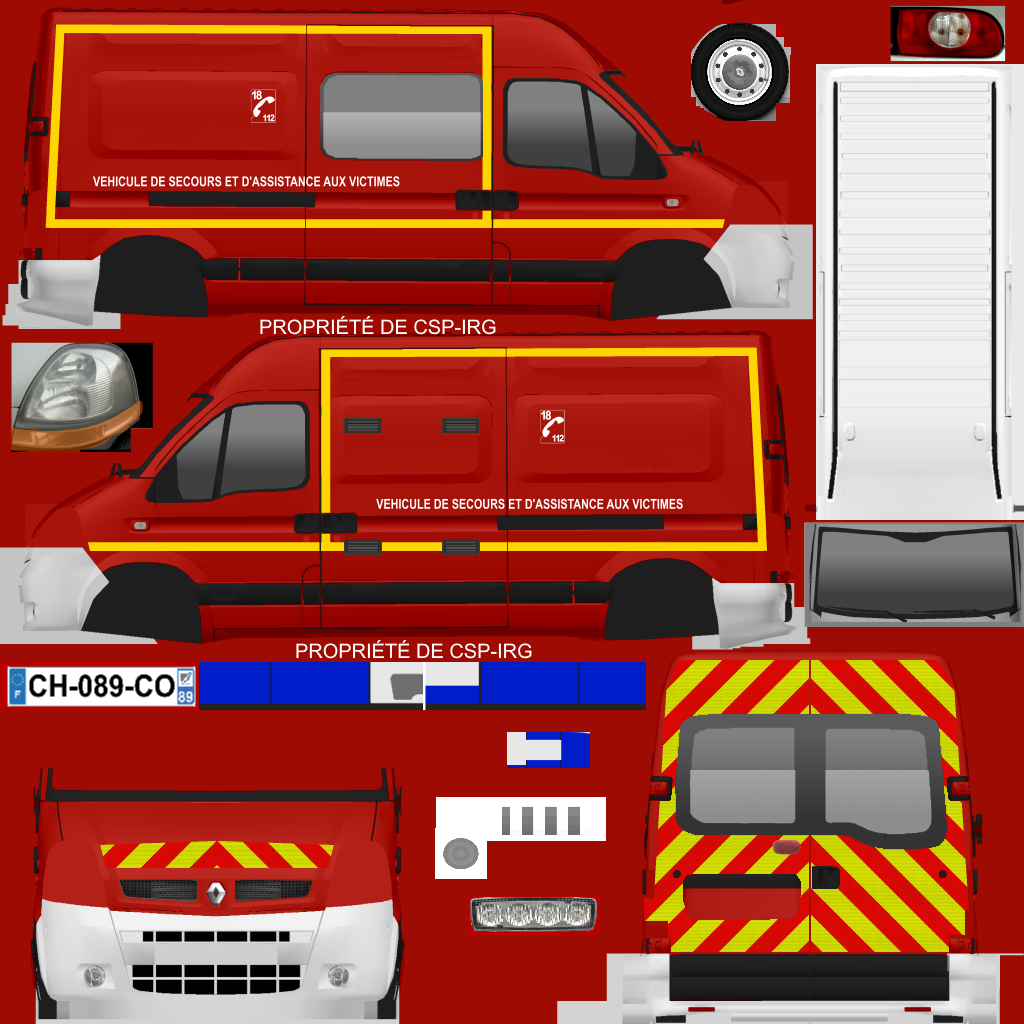 18
112
VEHICULE DE SECOURS ET D'ASSISTANCE AUX VICTIMES
PROPRIÉTÉ DE CSP-IRG
18
112
VEHICULE DE SECOURS ET D'ASSISTANCE AUX VICTIMES
PROPRIÉTÉ DE CSP-IRG
F CH-089-CO 89